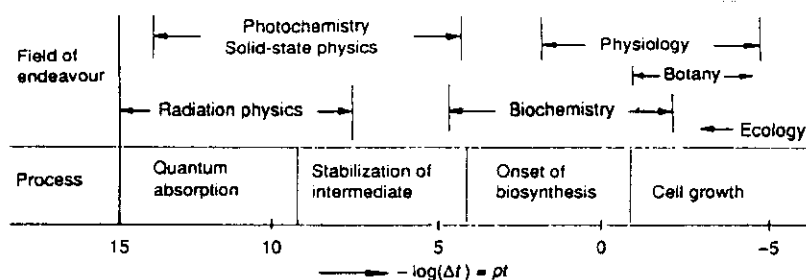 Photochemistry
Solid-state physics
Physiology
Field of
endeavour
Botany
Radiation physics
Biochemistry
Ecology
Process
Quantum
absorption
Stabilization of
intermediate
Onset of
biosynthesis
Cell growth
15 10 5 0 −5
− log(Δt) = pt